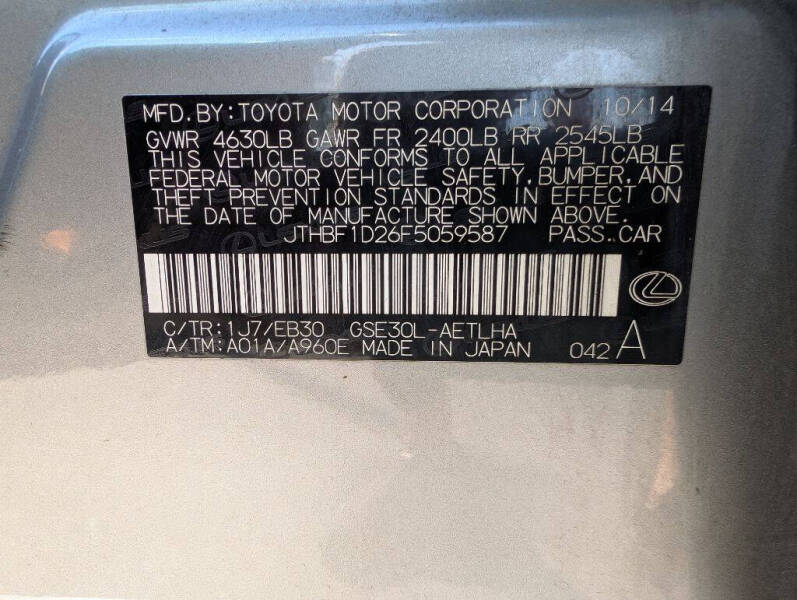 MFD.BY:TOYOTA MOTOR CORPORATION 10/14
GVWR 4630LB GAWR FR 2400LB RR 2545LB
THIS VEHICLE CONFORMS TO ALL APPLICABLE
FEDERAL MOTOR VEHICLE SAFETY,BUMPER,AND
THEFT PREVENTION STANDARDS IN EFFECT ON
THE DATE OF MANUFACTURE SHOWN ABOVE.
JTHBF1D26F5059587 PASS.CAR
C/TR:1J7/EB30 GSE30L-AETLHA
A/TM:A01A/A960E MADE IN JAPAN 042 A